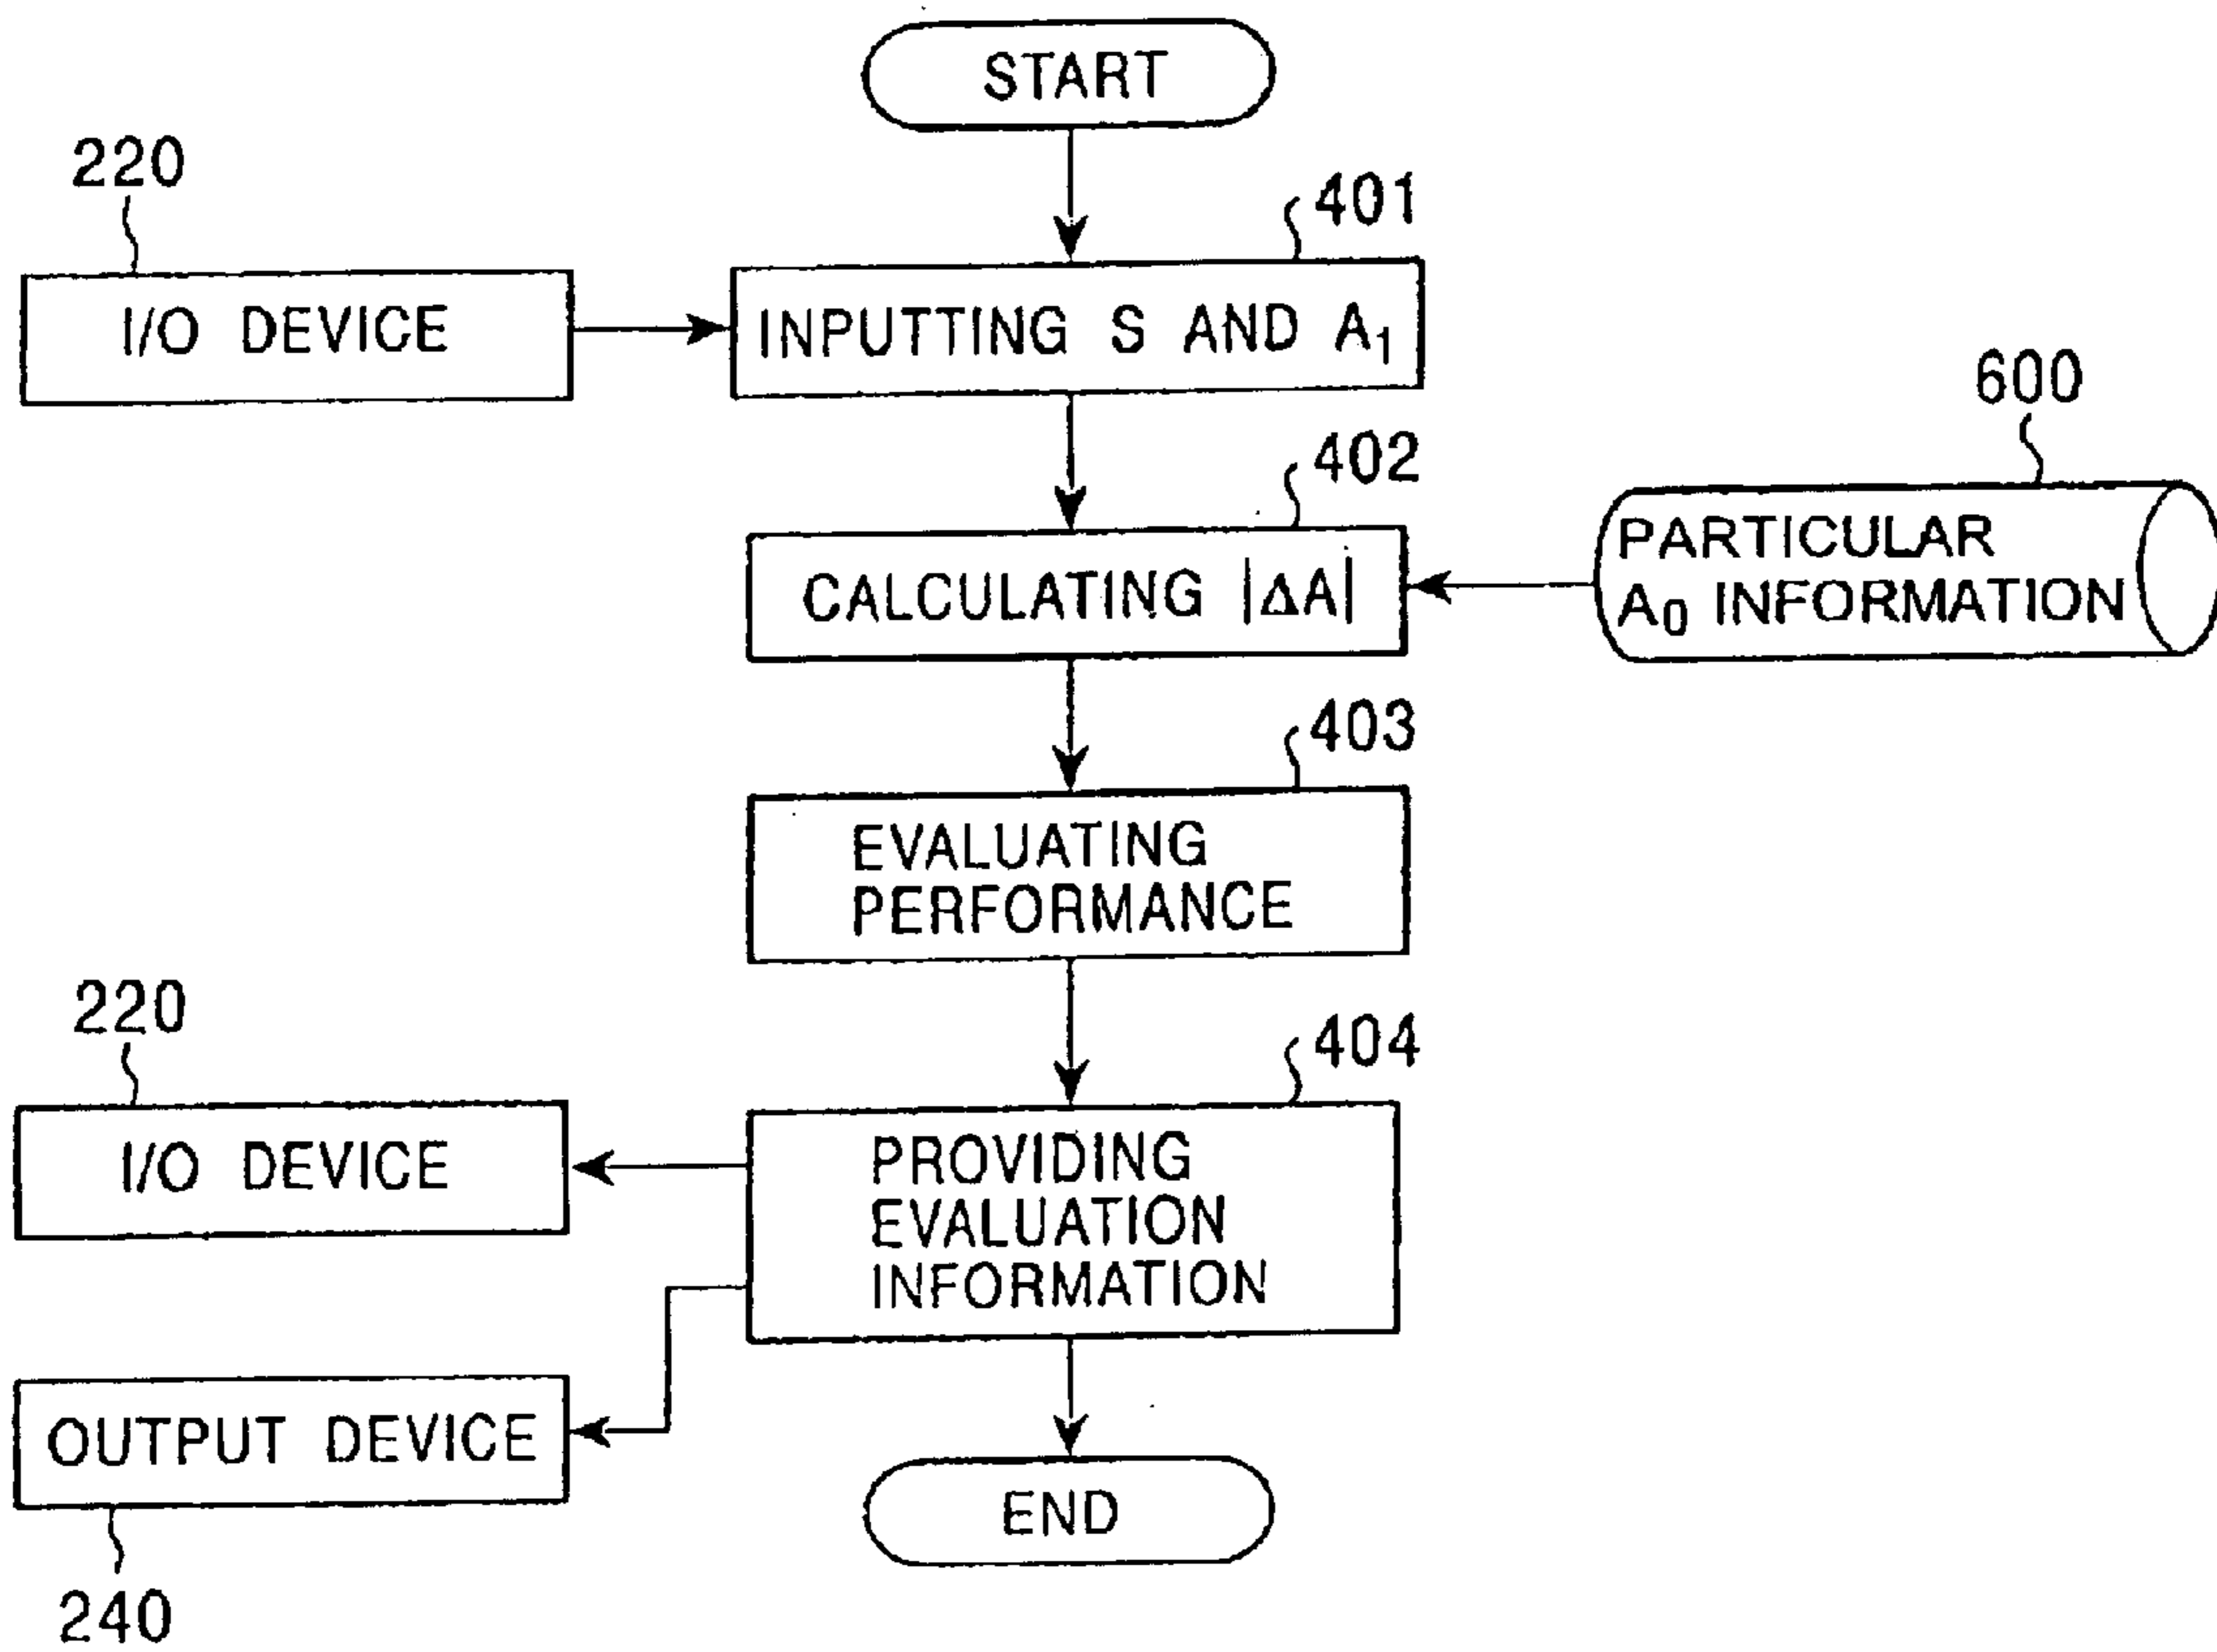 START
220
401
I/O DEVICE
INPUTTING S AND A₁
600
402
PARTICULAR
A₀ INFORMATION
CALCULATING |ΔA|
403
EVALUATING
PERFORMANCE
220
404
I/O DEVICE
PROVIDING
EVALUATION
INFORMATION
OUTPUT DEVICE
END
240